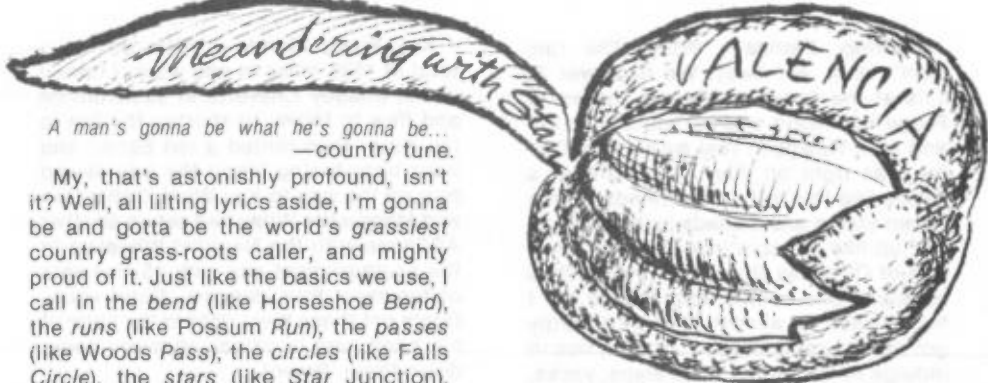 Meandering with Stan
VALENCIA
A man's gonna be what he's gonna be...
—country tune.
My, that's astonishly profound, isn't
it? Well, all lilting lyrics aside, I'm gonna
be and gotta be the world's grassiest
country grass-roots caller, and mighty
proud of it. Just like the basics we use, I
call in the bend (like Horseshoe Bend),
the runs (like Possum Run), the passes
(like Woods Pass), the circles (like Falls
Circle), the stars (like Star Junction),